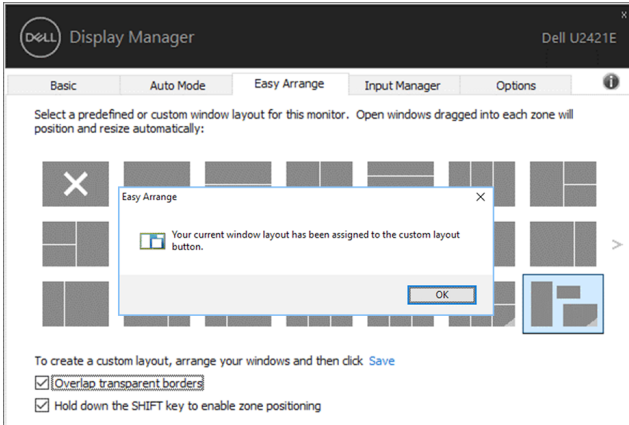 x
DELL Display Manager
Dell U2421E
Basic Auto Mode Easy Arrange Input Manager Options i
Select a predefined or custom window layout for this monitor. Open windows dragged into each zone will
position and resize automatically:
Easy Arrange
Your current window layout has been assigned to the custom layout
button.
OK
To create a custom layout, arrange your windows and then click Save
Overlap transparent borders
Hold down the SHIFT key to enable zone positioning